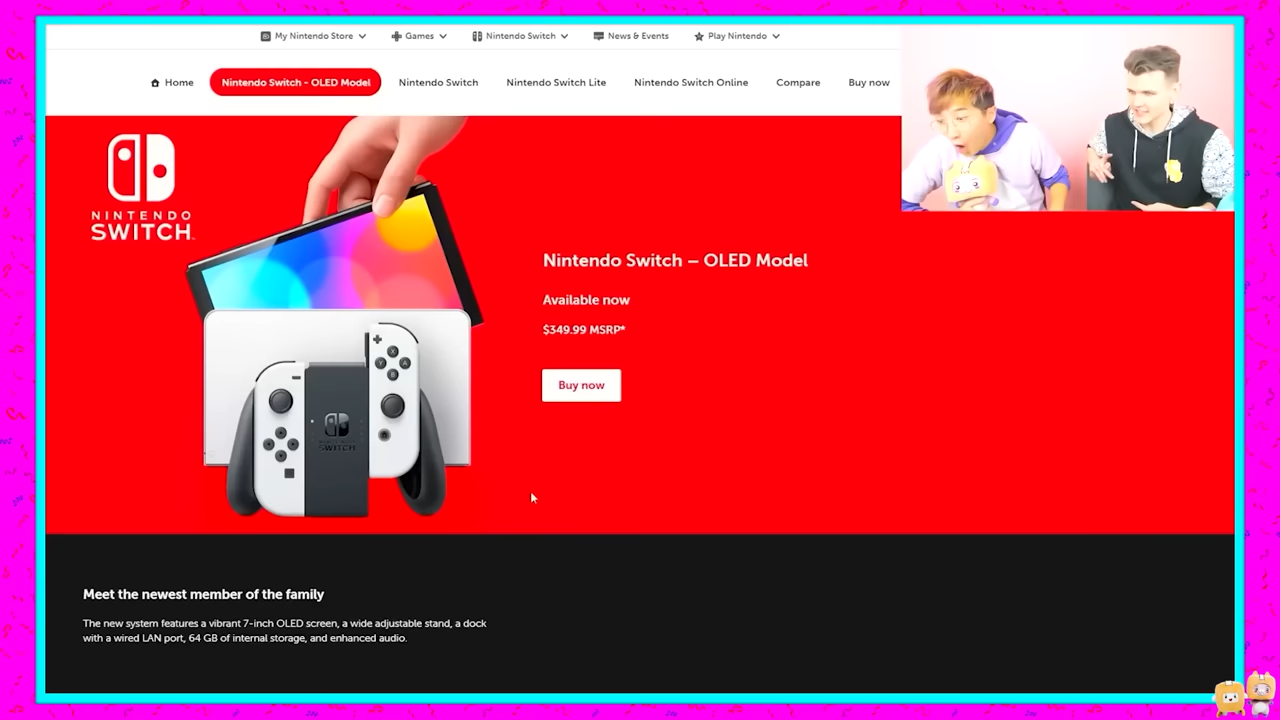 My Nintendo Store
Games
Nintendo Switch
News & Events
Play Nintendo
Home
Nintendo Switch - OLED Model
Nintendo Switch
Nintendo Switch Lite
Nintendo Switch Online
Compare
Buy now
NINTENDO
SWITCH
Nintendo Switch – OLED Model
Available now
$349.99 MSRP*
Buy now
Y
X
A
B
SWITCH
Meet the newest member of the family
The new system features a vibrant 7-inch OLED screen, a wide adjustable stand, a dock
with a wired LAN port, 64 GB of internal storage, and enhanced audio.